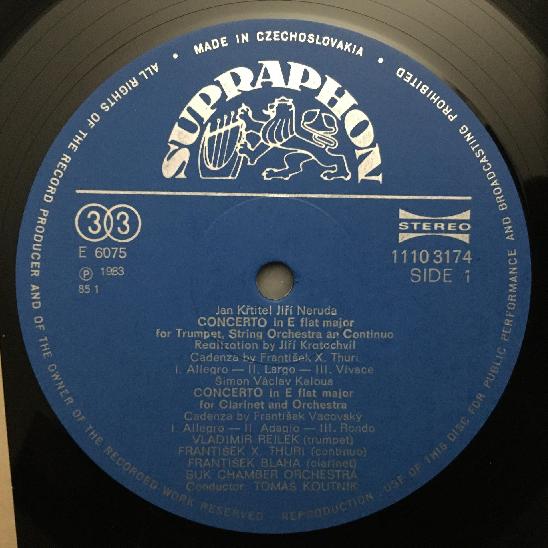 ALL RIGHTS OF THE RECORD PRODUCER AND OF THE OWNER OF THE RECORDED WORK RESERVED - REPRODUCTION, USE OF THIS DISC FOR PUBLIC PERFORMANCE AND BROADCASTING PROHIBITED
• MADE IN CZECHOSLOVAKIA •
SUPRAPHON
33
STEREO
E 6075
1110 3174
℗ 1983
SIDE 1
85 1
Jan Křtitel Jiří Neruda
CONCERTO in E flat major
for Trumpet, String Orchestra an Continuo
Realization by Jiří Kratochvíl
Cadenza by František X. Thuri
I. Allegro — II. Largo — III. Vivace
Šimon Václav Kalous
CONCERTO in E flat major
for Clarinet and Orchestra
Cadenza by František Vacovský
I. Allegro — II. Adagio — III. Rondo
VLADIMÍR REJLEK (trumpet)
FRANTIŠEK X. THURI (continuo)
FRANTIŠEK BLÁHA (clarinet)
SUK CHAMBER ORCHESTRA
Conductor: TOMÁŠ KOUTNÍK